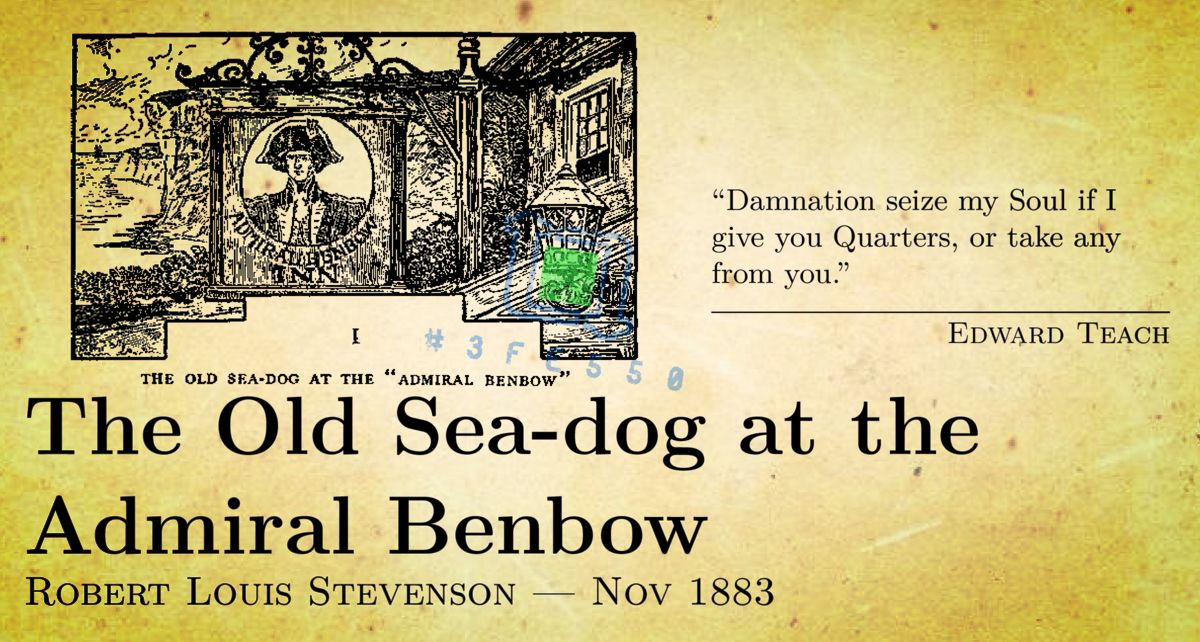 ADMIRAL BENBOW
INN
I
#3FE550
THE OLD SEA-DOG AT THE “ADMIRAL BENBOW”
“Damnation seize my Soul if I
give you Quarters, or take any
from you.”
EDWARD TEACH
The Old Sea-dog at the
Admiral Benbow
ROBERT LOUIS STEVENSON — NOV 1883